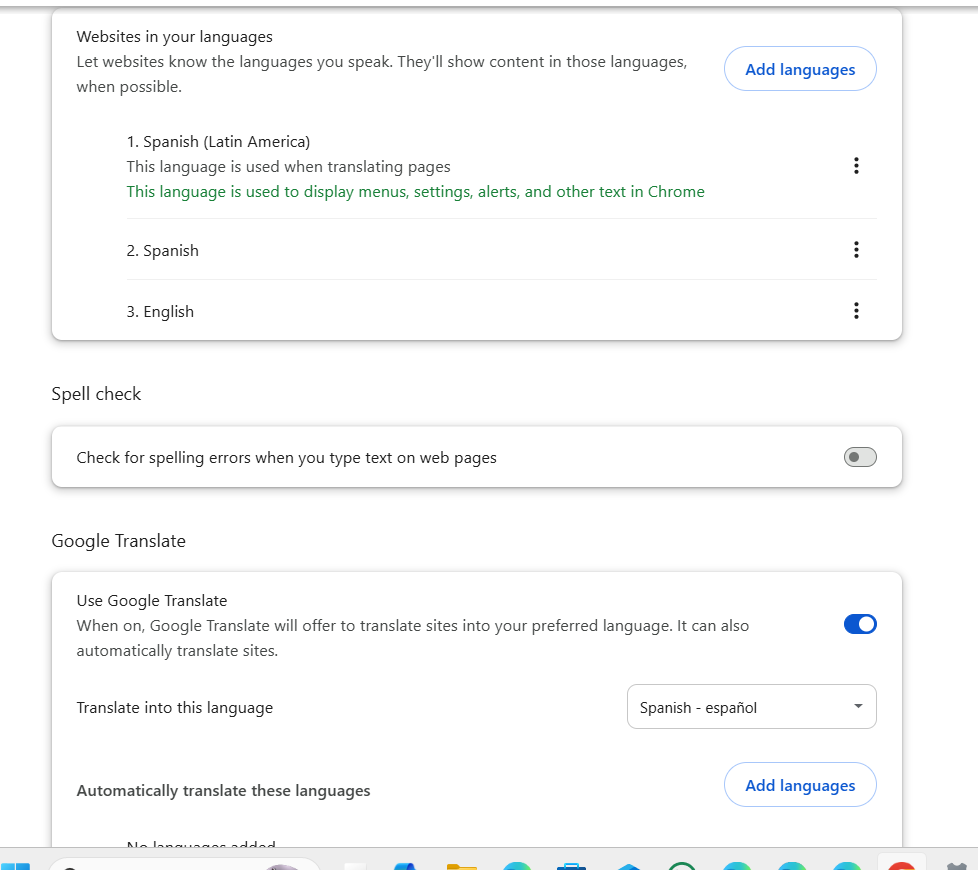 Websites in your languages
Let websites know the languages you speak. They'll show content in those languages,
when possible.
Add languages
1. Spanish (Latin America)
This language is used when translating pages
This language is used to display menus, settings, alerts, and other text in Chrome
2. Spanish
3. English
Spell check
Check for spelling errors when you type text on web pages
Google Translate
Use Google Translate
When on, Google Translate will offer to translate sites into your preferred language. It can also
automatically translate sites.
Translate into this language
Spanish - español
Automatically translate these languages
Add languages
No languages added